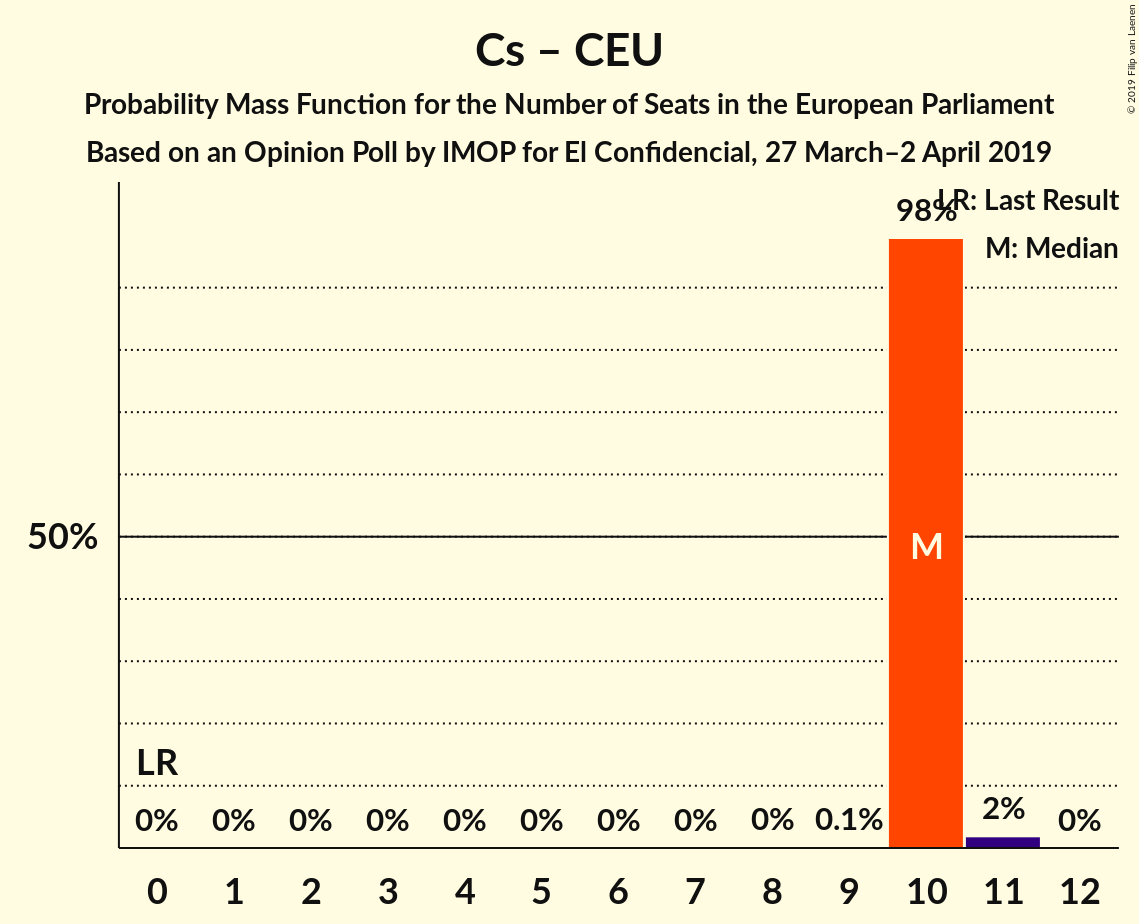 Cs – CEU
Probability Mass Function for the Number of Seats in the European Parliament
Based on an Opinion Poll by IMOP for El Confidencial, 27 March–2 April 2019
© 2019 Filip van Laenen
LR: Last Result
M: Median
98%
50%
M
LR
0% 0% 0% 0% 0% 0% 0% 0% 0% 0.1% 2% 0%
0 1 2 3 4 5 6 7 8 9 10 11 12